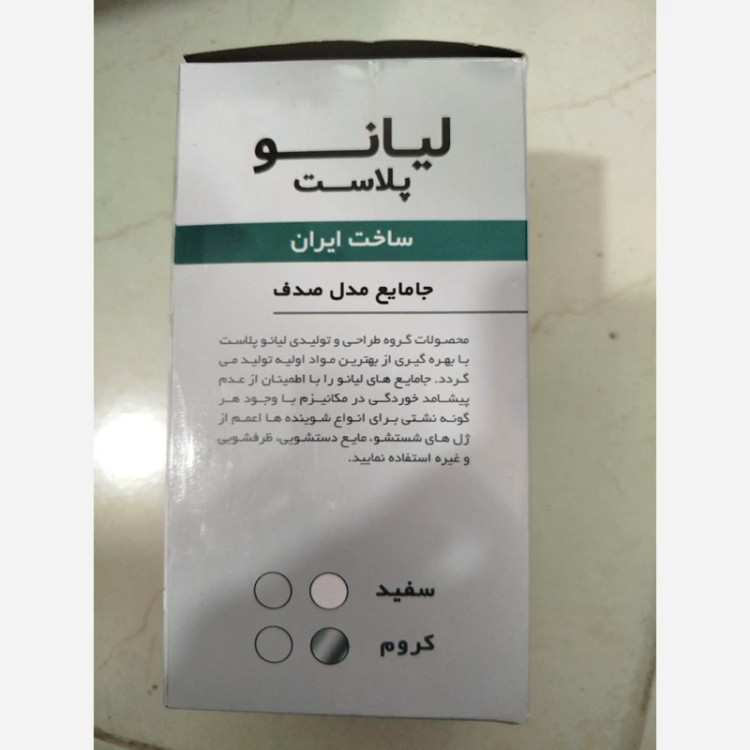 لیانو
پلاست
ساخت ایران
جامایع مدل صدف
محصولات گروه طراحی و تولیدی لیانو پلاست
با بهره گیری از بهترین مواد اولیه تولید می
گردد. جامایع های لیانو را با اطمینان از عدم
پیشامد خوردگی در مکانیزم با وجود هر
گونه نشتی برای انواع شوینده ها اعم از
ژل های شستشو، مایع دستشویی، ظرفشویی
و غیره استفاده نمایید.
سفید
کروم